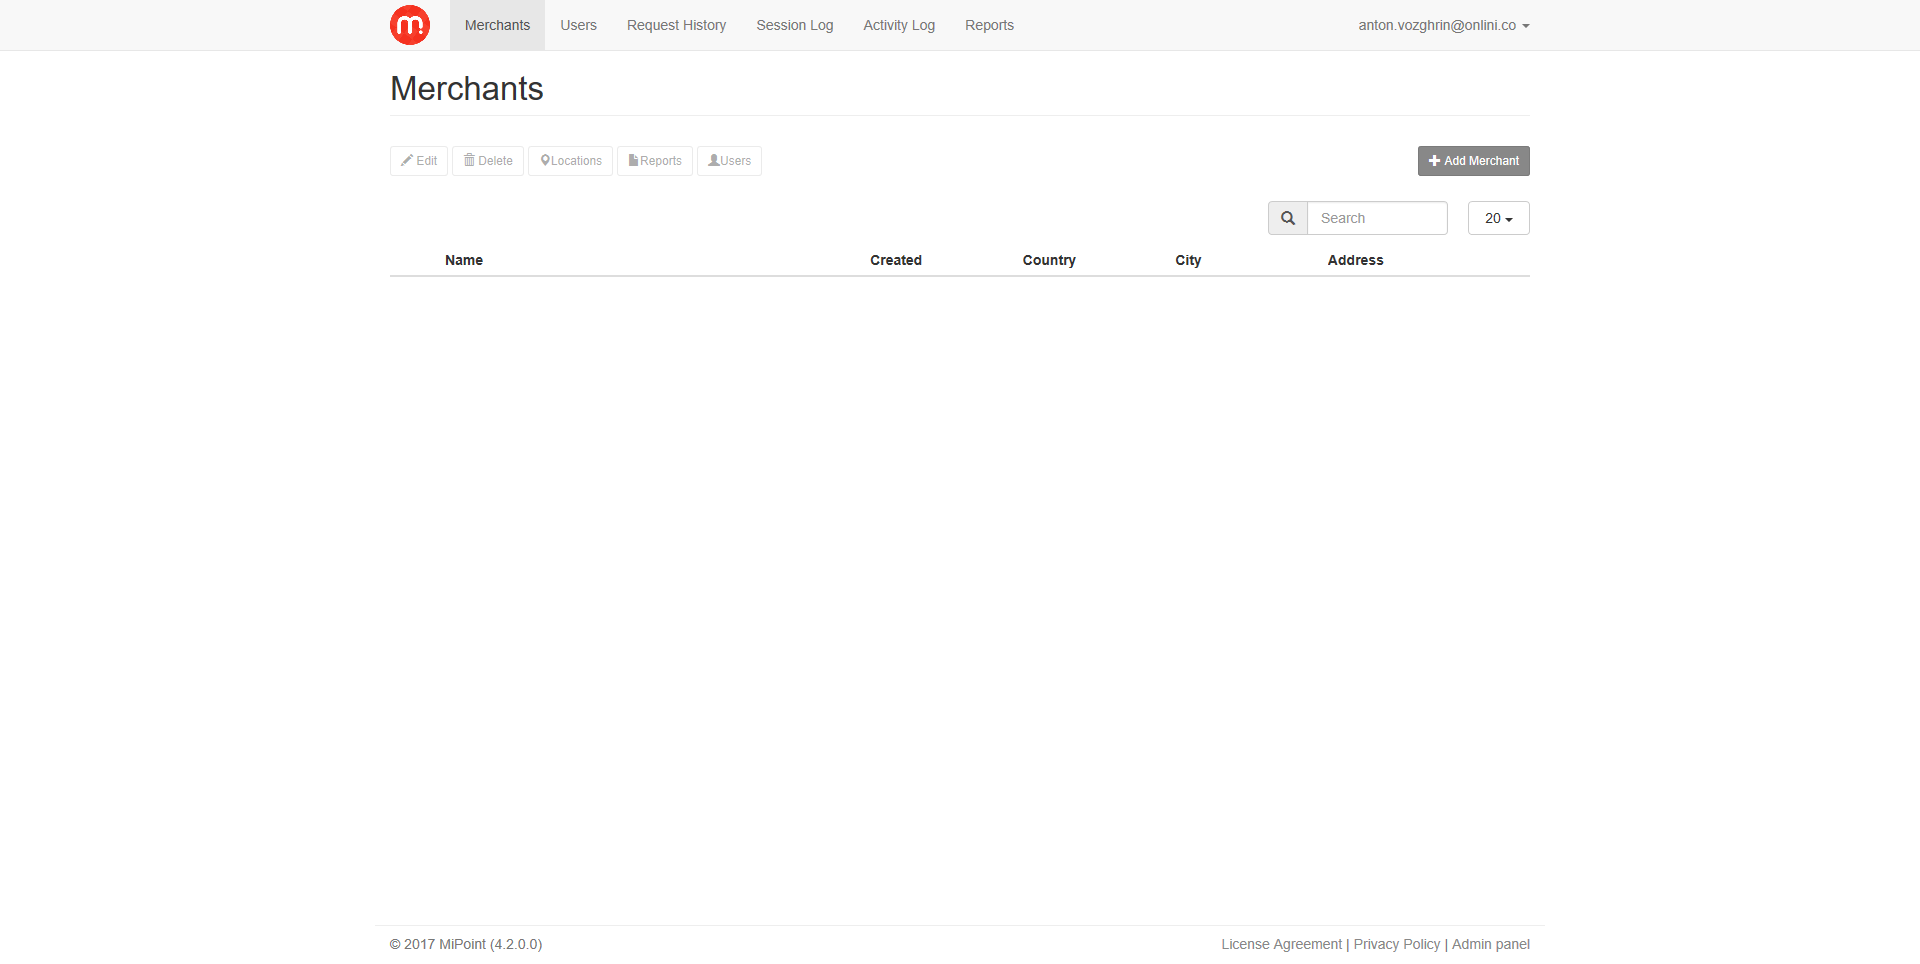 m. Merchants Users Request History Session Log Activity Log Reports anton.vozghrin@onlini.co
Merchants
Edit Delete Locations Reports Users Add Merchant
Search 20
Name Created Country City Address
© 2017 MiPoint (4.2.0.0) License Agreement | Privacy Policy | Admin panel